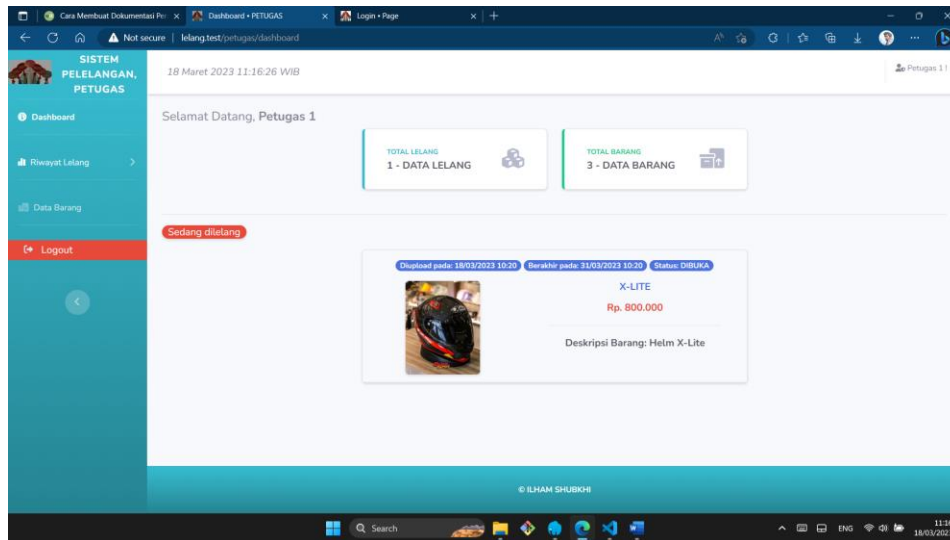 Cara Membuat Dokumentasi Per
Dashboard • PETUGAS
Login • Page
Not secure | lelang.test/petugas/dashboard
SISTEM
PELELANGAN,
PETUGAS
18 Maret 2023 11:16:26 WIB
Petugas 1 !
Dashboard
Riwayat Lelang
Data Barang
Logout
Selamat Datang, Petugas 1
TOTAL LELANG
1 - DATA LELANG
TOTAL BARANG
3 - DATA BARANG
Sedang dilelang
Diupload pada: 18/03/2023 10:20 Berakhir pada: 31/03/2023 10:20 Status: DIBUKA
X-LITE
Rp. 800.000
Deskripsi Barang: Helm X-Lite
© ILHAM SHUBKHI
Search
ENG
11:16
18/03/202